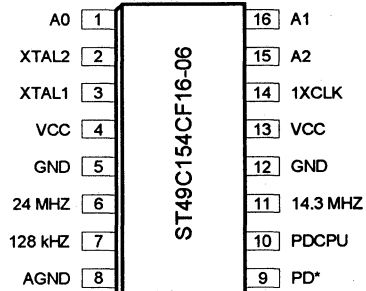 A0 1 16 A1
XTAL2 2 15 A2
XTAL1 3 14 1XCLK
VCC 4 13 VCC
GND 5 12 GND
24 MHZ 6 11 14.3 MHZ
128 kHZ 7 10 PDCPU
AGND 8 9 PD*
ST49C154CF16-06